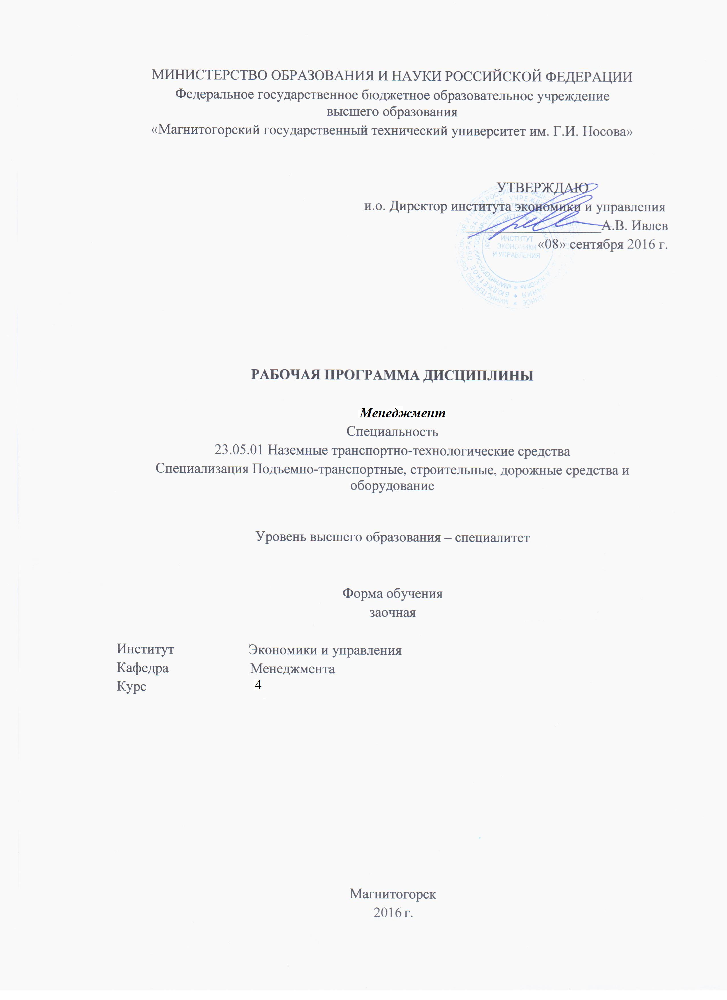 МИНИСТЕРСТВО ОБРАЗОВАНИЯ И НАУКИ РОССИЙСКОЙ ФЕДЕРАЦИИ
Федеральное государственное бюджетное образовательное учреждение
высшего образования
«Магнитогорский государственный технический университет им. Г.И. Носова»
УТВЕРЖДАЮ
и.о. Директор института экономики и управления
А.В. Ивлев
«08» сентября 2016 г.
ИНСТИТУТ
ЭКОНОМИКИ
И УПРАВЛЕНИЯ
РАБОЧАЯ ПРОГРАММА ДИСЦИПЛИНЫ
Менеджмент
Специальность
23.05.01 Наземные транспортно-технологические средства
Специализация Подъемно-транспортные, строительные, дорожные средства и
оборудование
Уровень высшего образования – специалитет
Форма обучения
заочная
Институт Экономики и управления
Кафедра Менеджмента
Курс 4
Магнитогорск
2016 г.